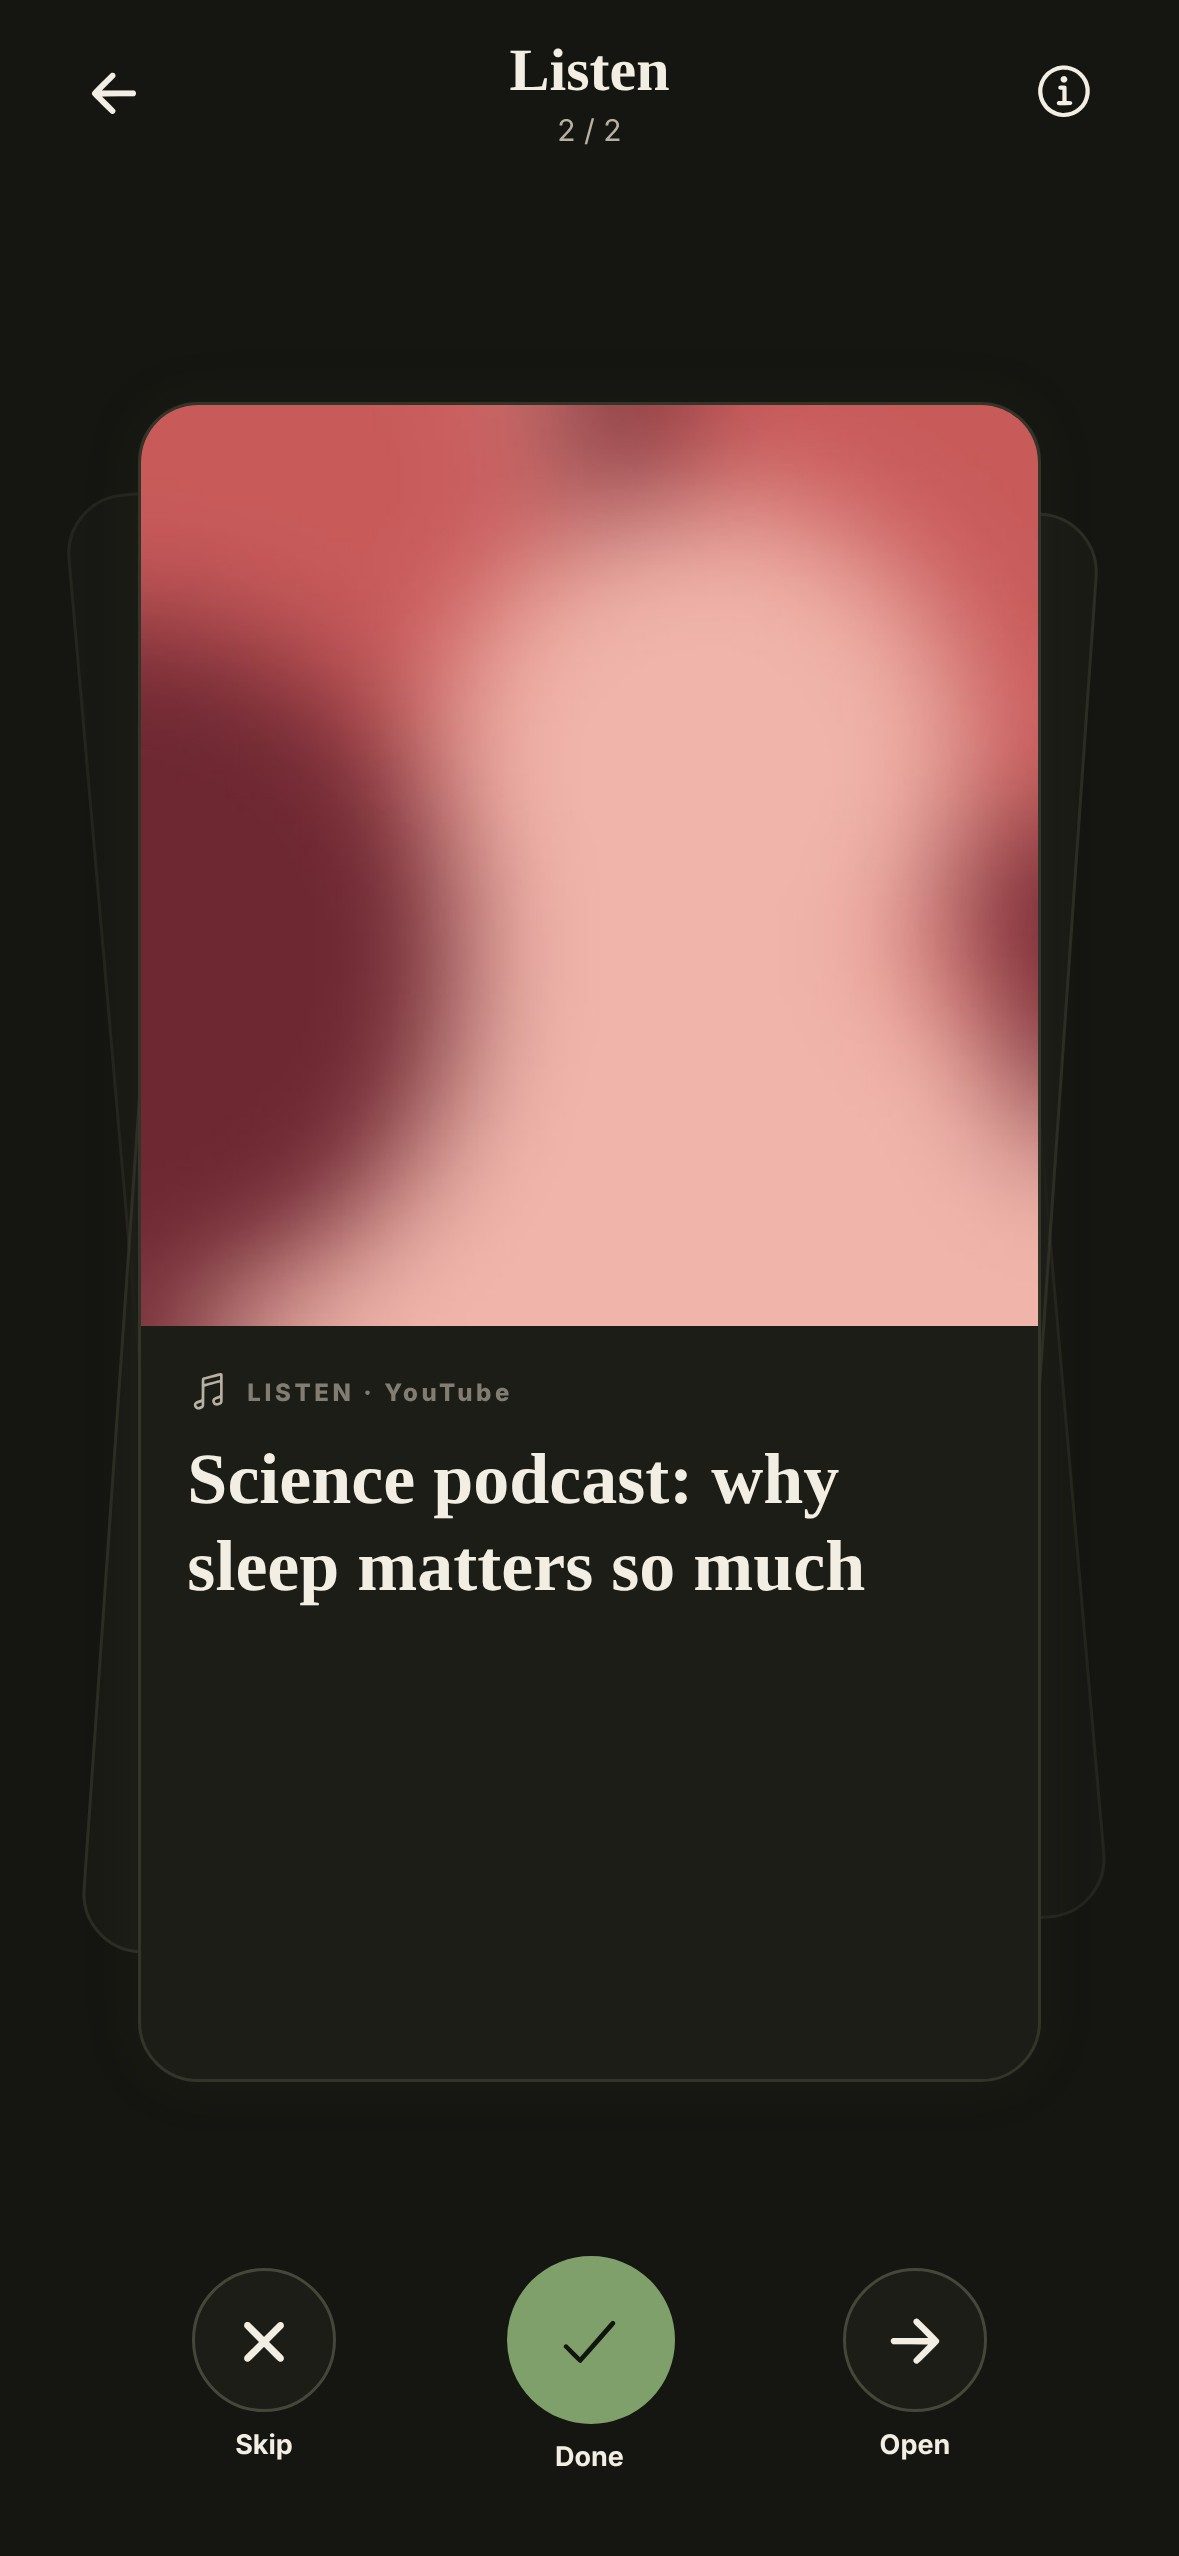 Listen
2 / 2
LISTEN · YouTube
Science podcast: why
sleep matters so much
Skip
Done
Open